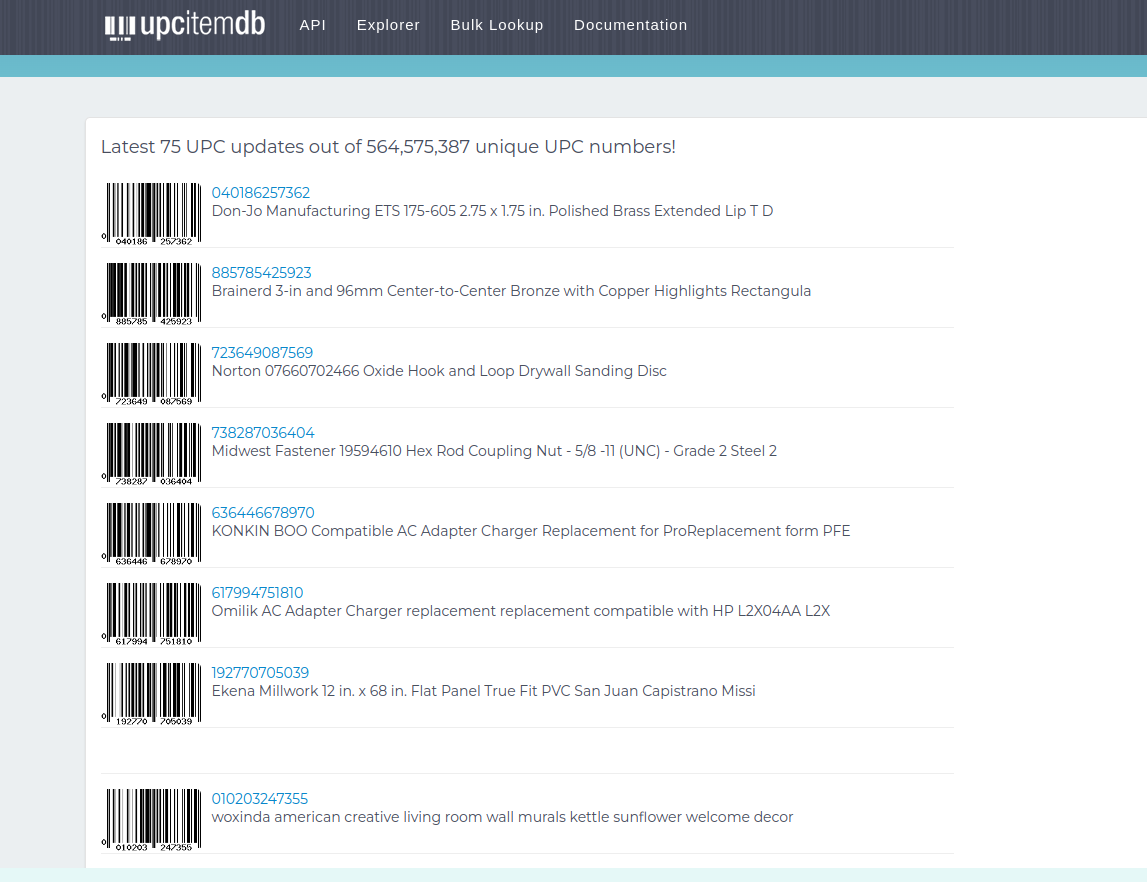 upcitemdb API Explorer Bulk Lookup Documentation
Latest 75 UPC updates out of 564,575,387 unique UPC numbers!
040186257362
Don-Jo Manufacturing ETS 175-605 2.75 x 1.75 in. Polished Brass Extended Lip T D
0 040186 257362
885785425923
Brainerd 3-in and 96mm Center-to-Center Bronze with Copper Highlights Rectangula
0 885785 425923
723649087569
Norton 07660702466 Oxide Hook and Loop Drywall Sanding Disc
0 723649 087569
738287036404
Midwest Fastener 19594610 Hex Rod Coupling Nut - 5/8 -11 (UNC) - Grade 2 Steel 2
0 738287 036404
636446678970
KONKIN BOO Compatible AC Adapter Charger Replacement for ProReplacement form PFE
0 636446 678970
617994751810
Omilik AC Adapter Charger replacement replacement compatible with HP L2X04AA L2X
0 617994 751810
192770705039
Ekena Millwork 12 in. x 68 in. Flat Panel True Fit PVC San Juan Capistrano Missi
0 192770 705039
010203247355
woxinda american creative living room wall murals kettle sunflower welcome decor
0 010203 247355